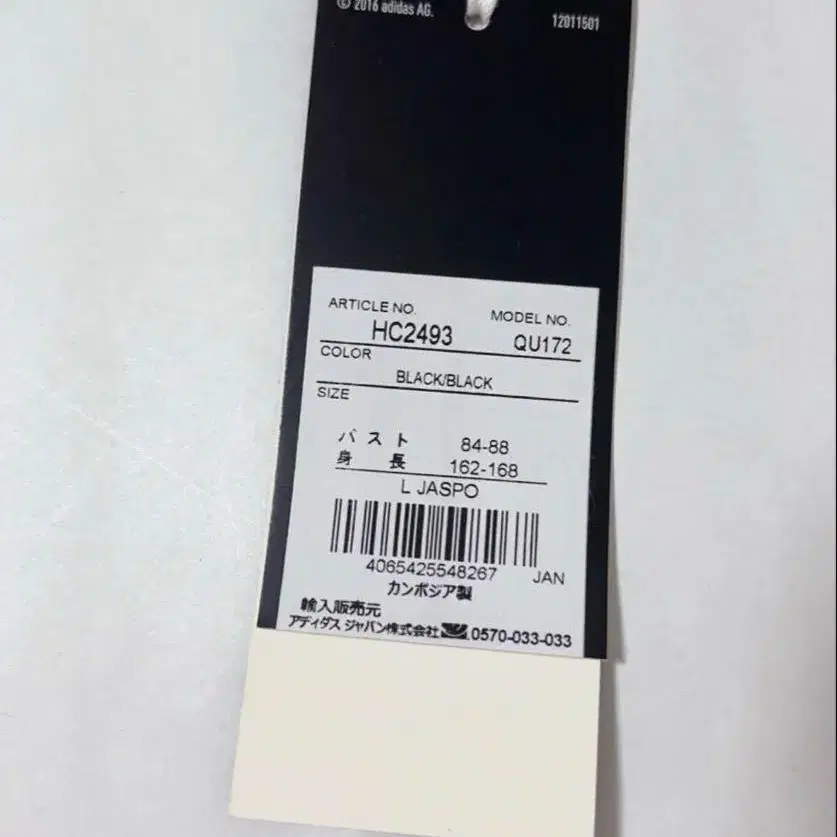 © 2016 adidas AG.
12011501
ARTICLE NO. MODEL NO.
HC2493 QU172
COLOR
BLACK/BLACK
SIZE
バスト 84-88
身長 162-168
L JASPO
4065425548267 JAN
カンボジア製
輸入販売元
アディダス ジャパン株式会社 0570-033-033